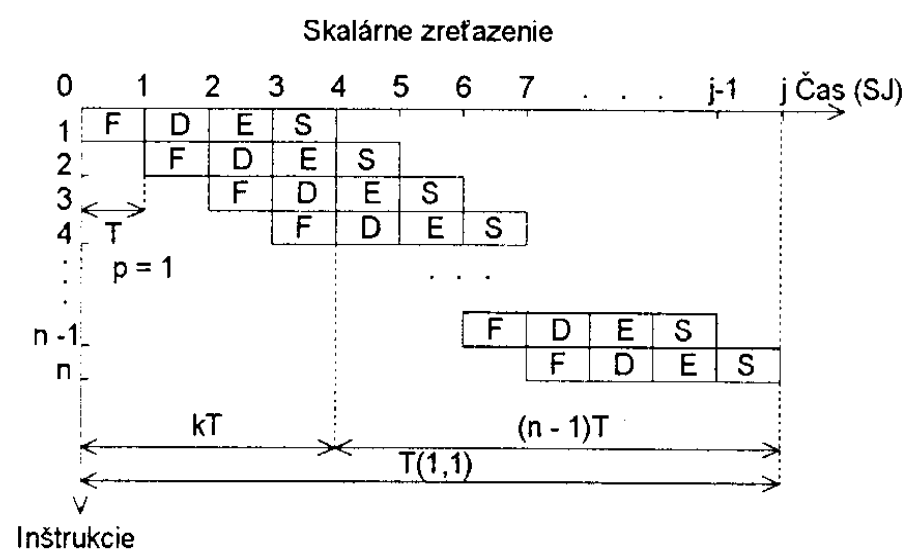 Skalárne zreťazenie
0 1 2 3 4 5 6 7 . . . j-1 j Čas (SJ)
1 F D E S
2 F D E S
3 F D E S
T
4 F D E S
p = 1
. . .
n -1 F D E S
n F D E S
kT (n - 1)T
T(1,1)
Inštrukcie